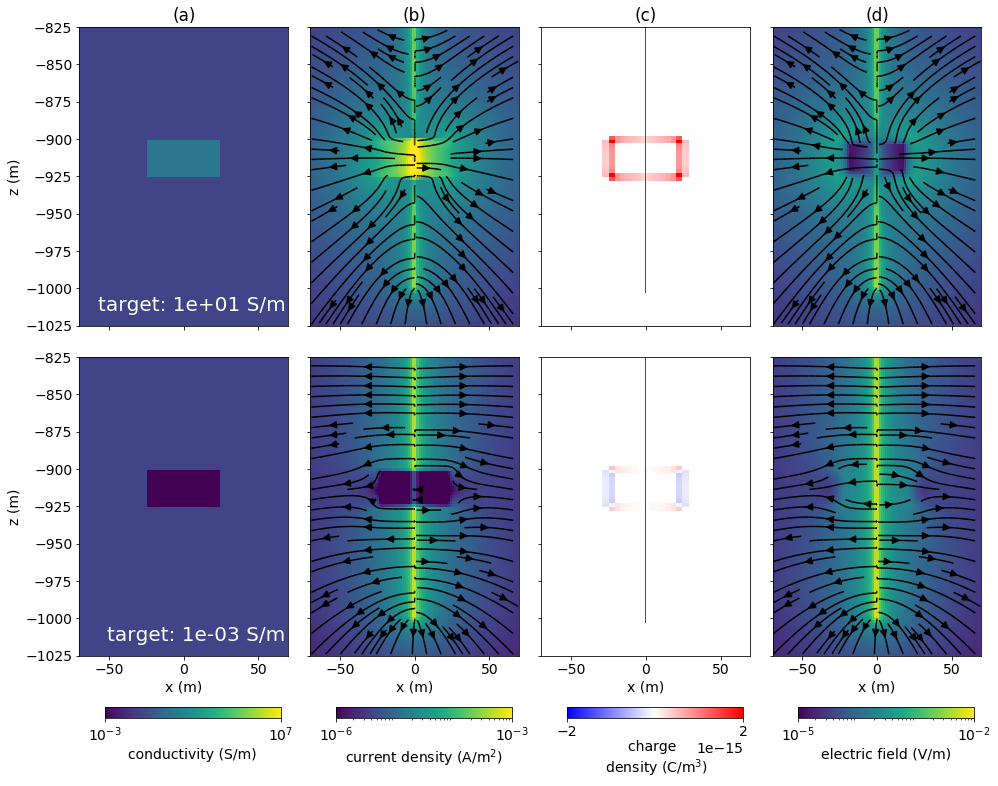 (a) (b) (c) (d)
−825
−850
−875
−900
−925
−950
−975
−1000
−1025
z (m)
target: 1e+01 S/m
−825
−850
−875
−900
−925
−950
−975
−1000
−1025
z (m)
target: 1e-03 S/m
−50 0 50 −50 0 50 −50 0 50 −50 0 50
x (m) x (m) x (m) x (m)
10⁻³ 10⁷ 10⁻⁶ 10⁻³ −2 2 10⁻⁵ 10⁻²
conductivity (S/m) current density (A/m²) charge 1e−15 electric field (V/m)
density (C/m³)